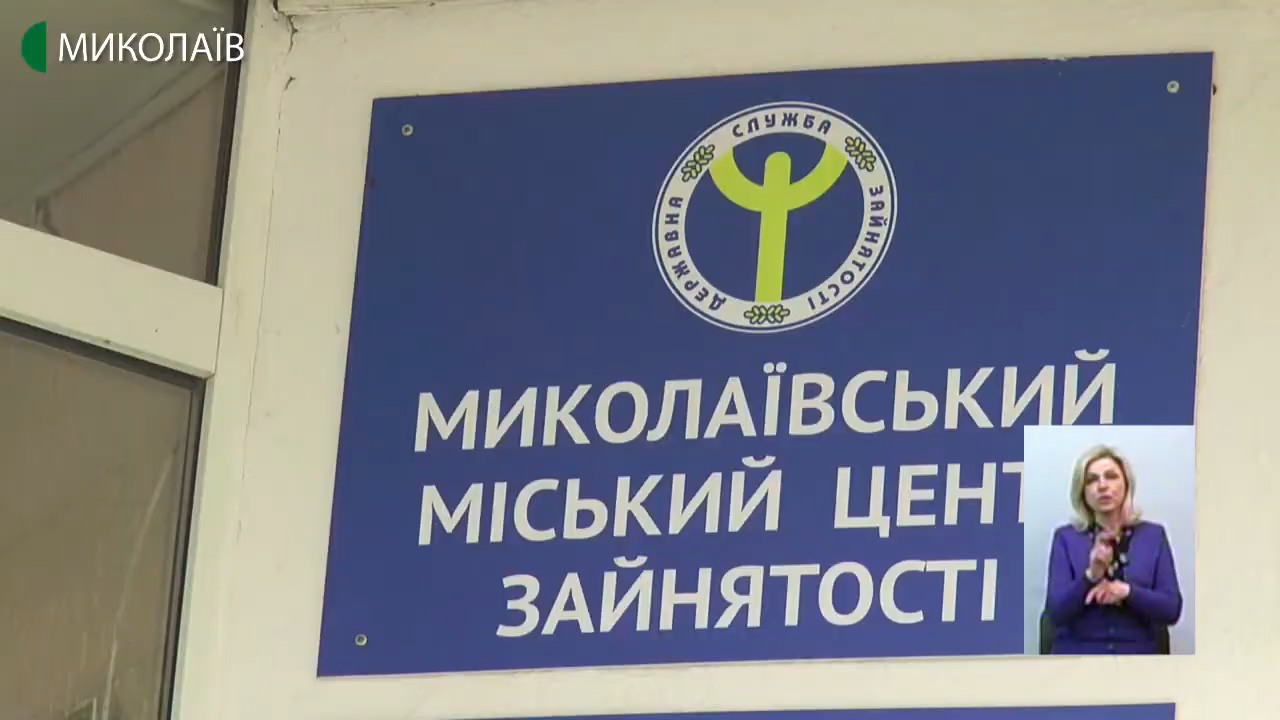 МИКОЛАЇВ
ДЕРЖАВНА СЛУЖБА ЗАЙНЯТОСТІ
МИКОЛАЇВСЬКИЙ
МІСЬКИЙ ЦЕНТ
ЗАЙНЯТОСТІ